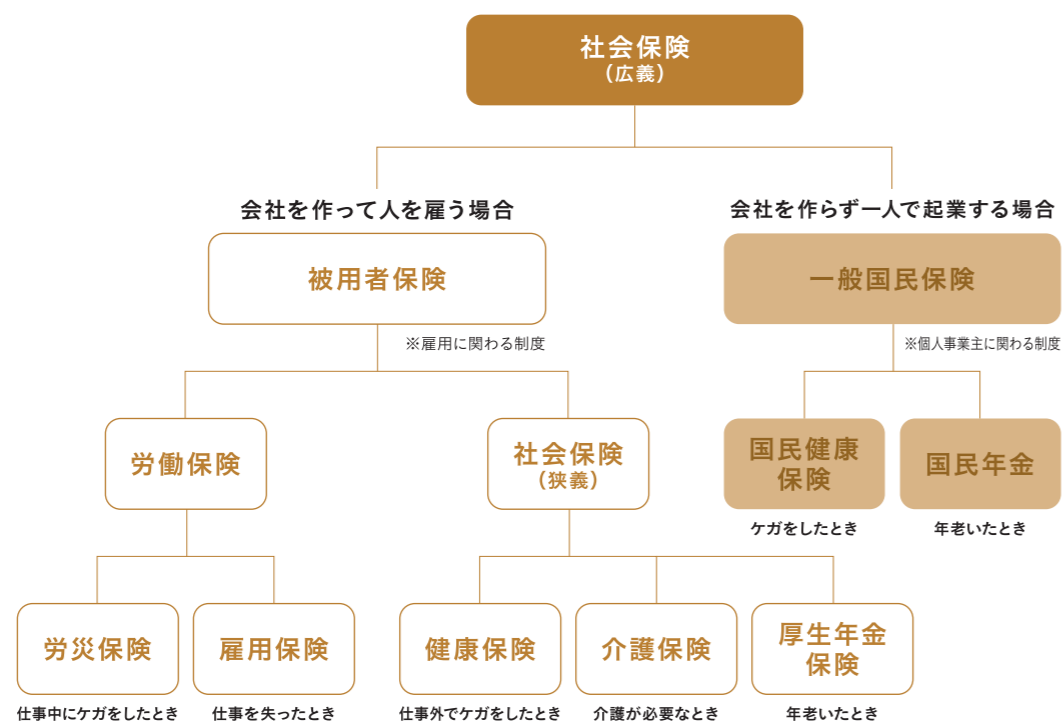 社会保険
（広義）
会社を作って人を雇う場合
会社を作らず一人で起業する場合
被用者保険
一般国民保険
※雇用に関わる制度
※個人事業主に関わる制度
労働保険
社会保険
（狭義）
国民健康
保険
国民年金
ケガをしたとき
年老いたとき
労災保険
雇用保険
健康保険
介護保険
厚生年金
保険
仕事中にケガをしたとき
仕事を失ったとき
仕事外でケガをしたとき
介護が必要なとき
年老いたとき